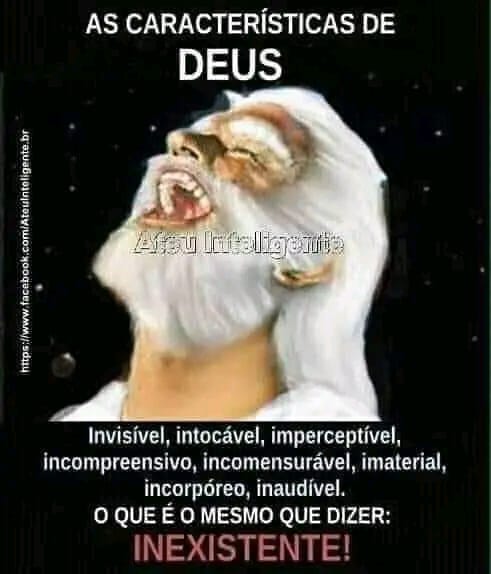 AS CARACTERÍSTICAS DE
DEUS
https://www.facebook.com/AteuInteligente.br
Ateu Inteligente
Invisível, intocável, imperceptível,
incompreensivo, incomensurável, imaterial,
incorpóreo, inaudível.
O QUE É O MESMO QUE DIZER:
INEXISTENTE!